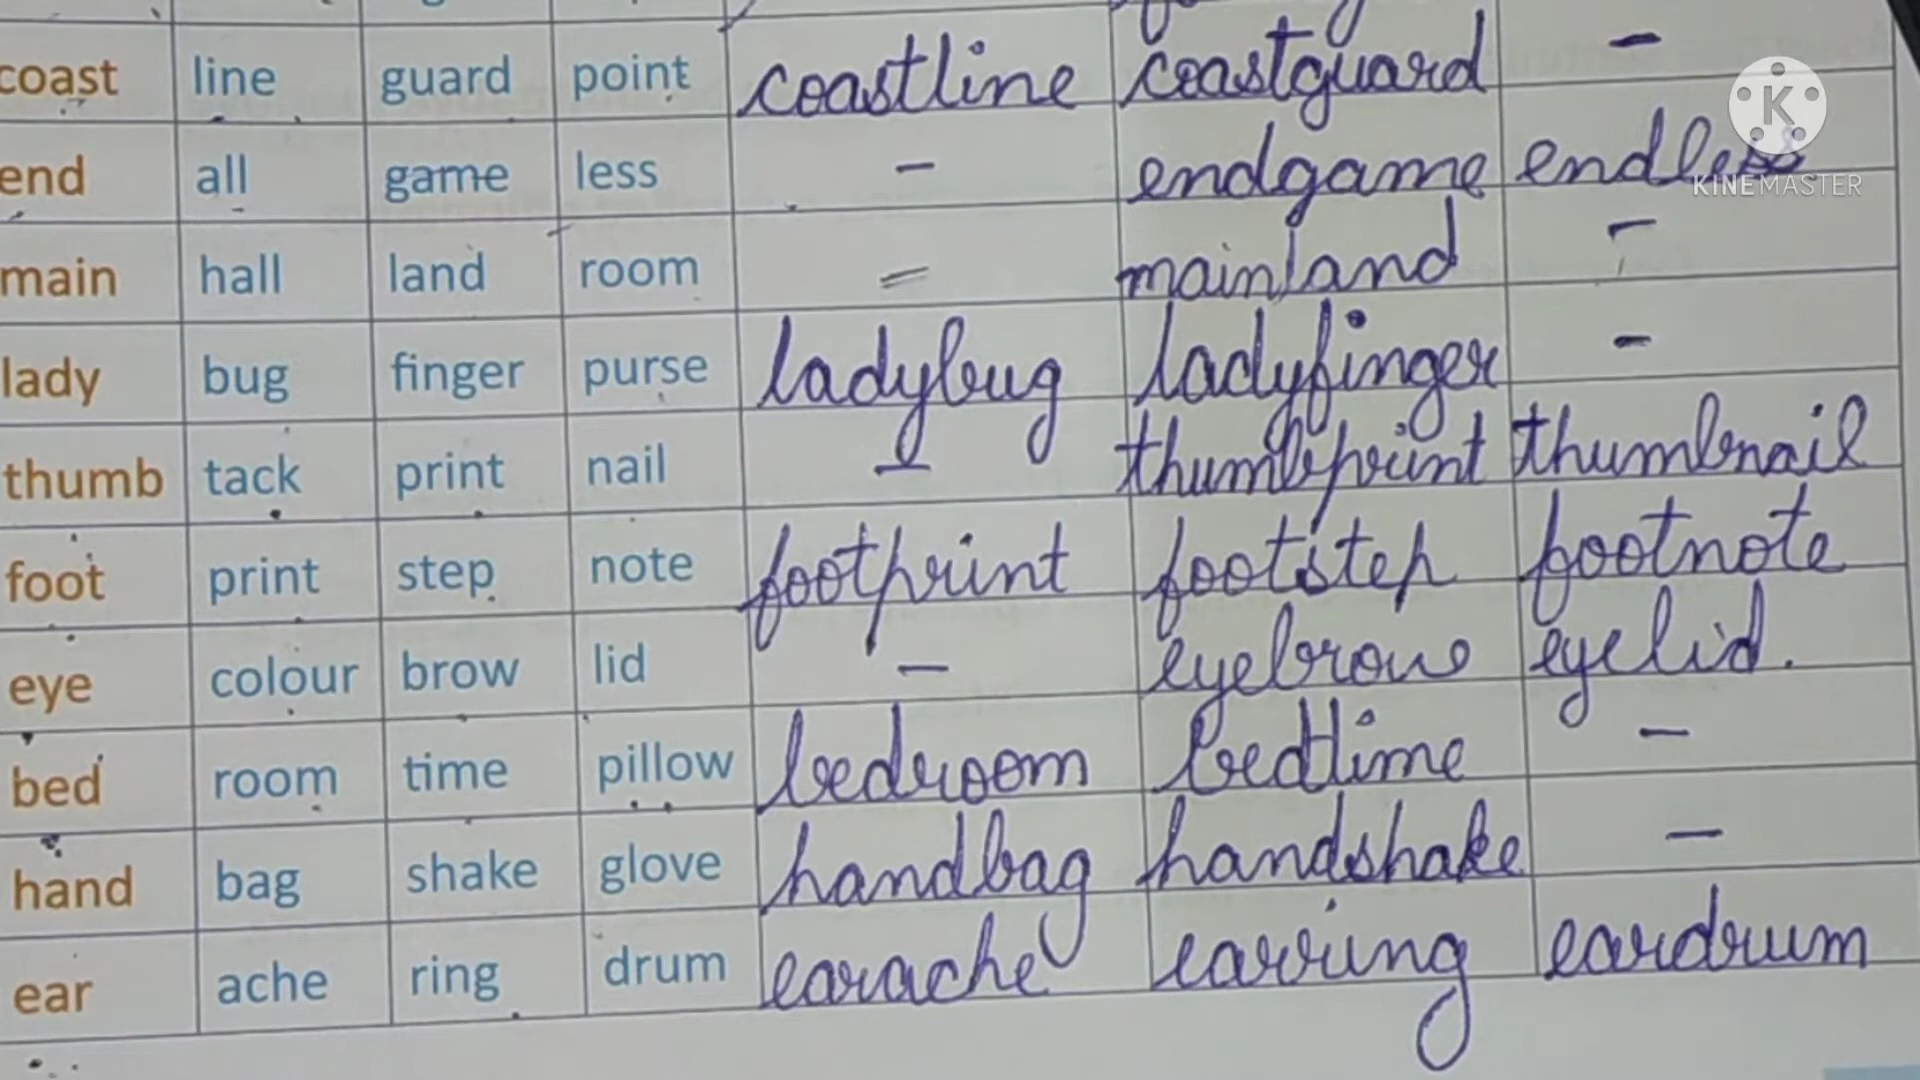 coast line guard point coastline coastguard -
end all game less - endgame endless
main hall land room = mainland -
lady bug finger purse ladybug ladyfinger -
thumb tack print nail - thumbprint thumbnail
foot print step note footprint footstep footnote
eye colour brow lid - eyebrow eyelid.
bed room time pillow bedroom bedtime -
hand bag shake glove handbag handshake -
ear ache ring drum earache earring eardrum
K
KINEMASTER